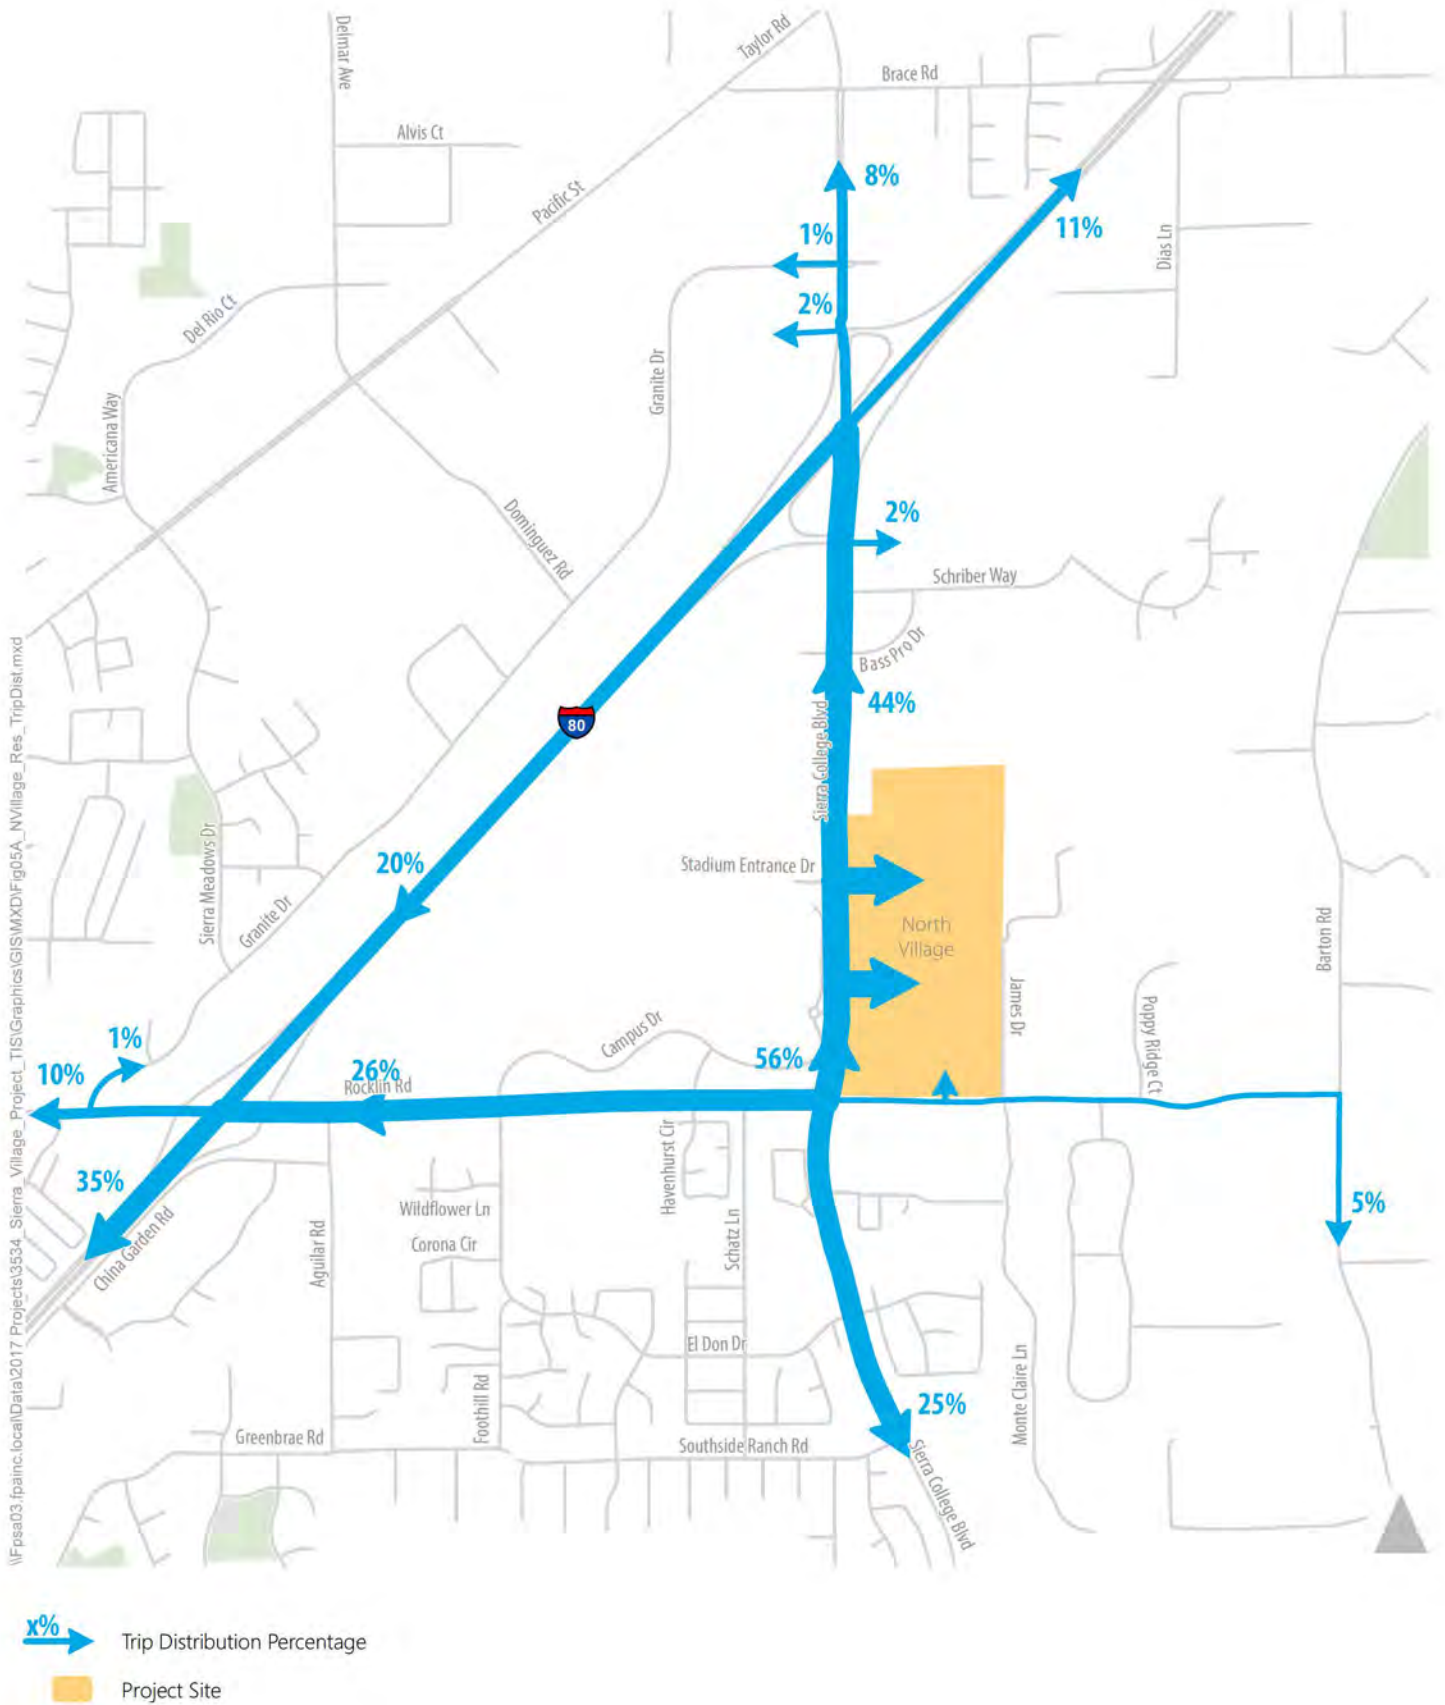 Delmar Ave
Taylor Rd
Brace Rd
Alvis Ct
8%
Pacific St
1%
11%
Dias Ln
2%
Del Rio Ct
Granite Dr
Americana Way
Dominguez Rd
2%
Schriber Way
Bass Pro Dr
44%
80
Sierra College Blvd
20%
Stadium Entrance Dr
Sierra Meadows Dr
Granite Dr
North
Village
Barton Rd
James Dr
Poppy Ridge Ct
Campus Dr
1%
10%
26%
56%
Rocklin Rd
35%
Havenhurst Cir
5%
China Garden Rd
Wildflower Ln
Corona Cir
Aguilar Rd
Schatz Ln
El Don Dr
Foothill Rd
Monte Claire Ln
25%
Greenbrae Rd
Southside Ranch Rd
Sierra College Blvd
\\Fpsa03.fpainc.local\Data\2017 Projects\3534_Sierra_Village_Project_TIS\Graphics\GIS\MXD\Fig05A_NVillage_Res_TripDist.mxd
x%
Trip Distribution Percentage
Project Site